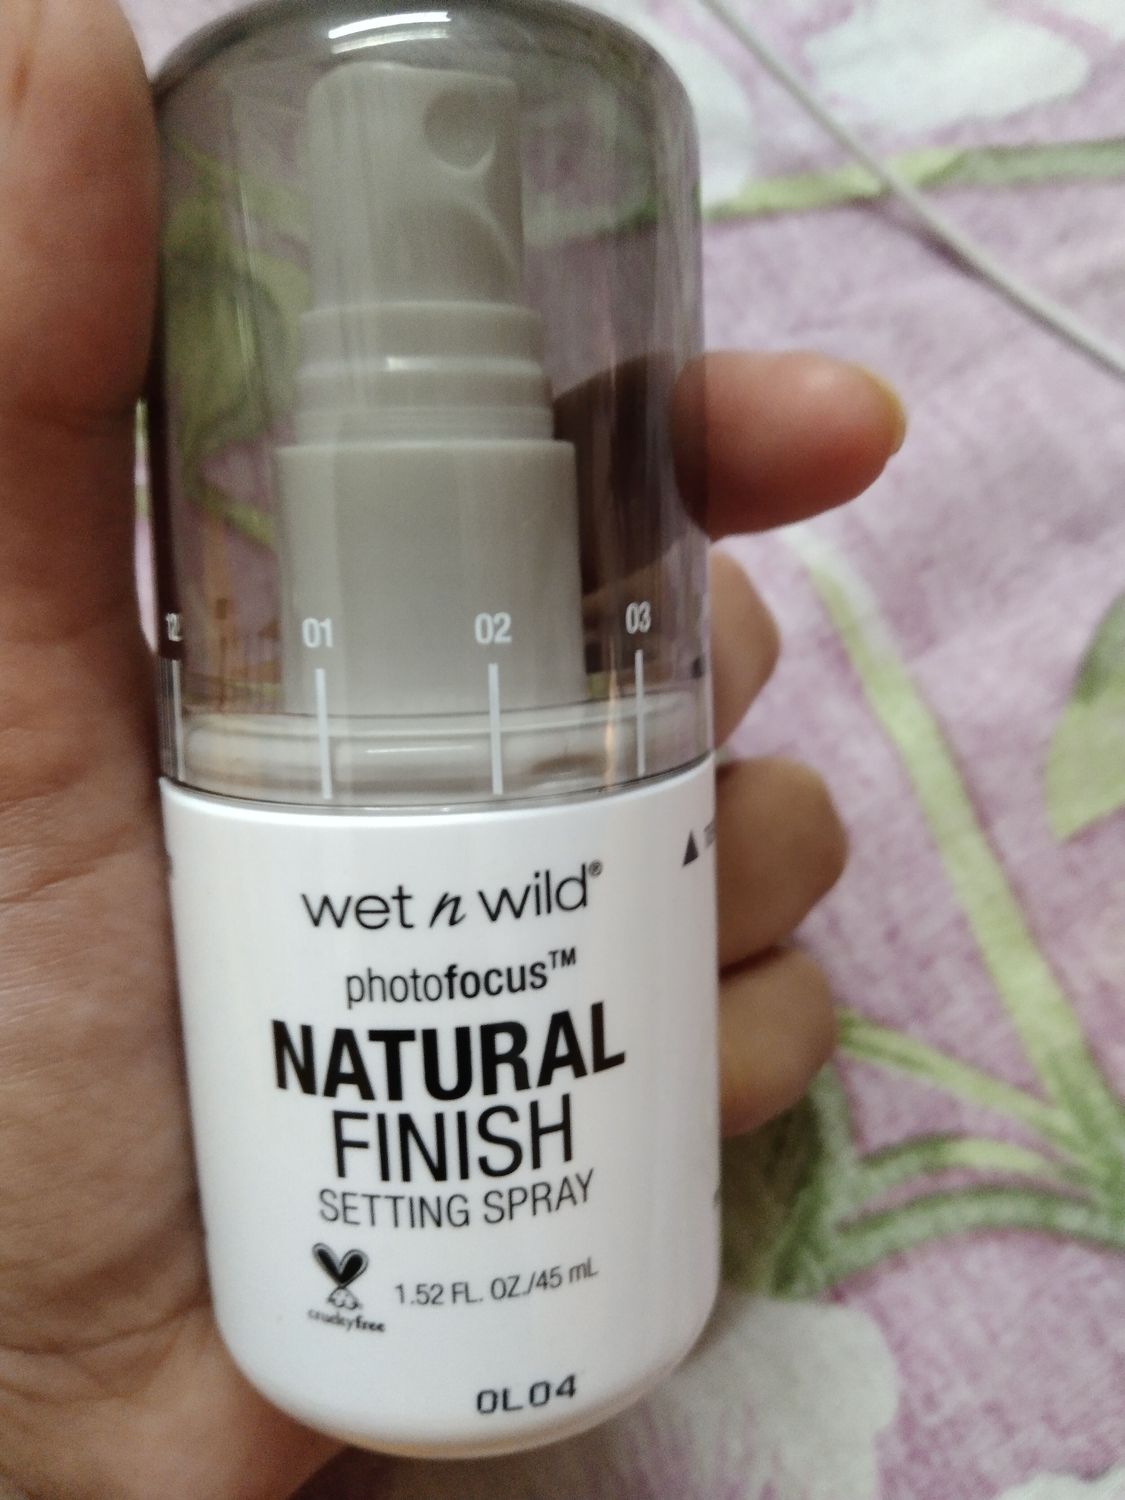 12
01
02
03
wet n wild®
photofocus™
NATURAL
FINISH
SETTING SPRAY
crueltyfree
1.52 FL. OZ./45 mL
OL04